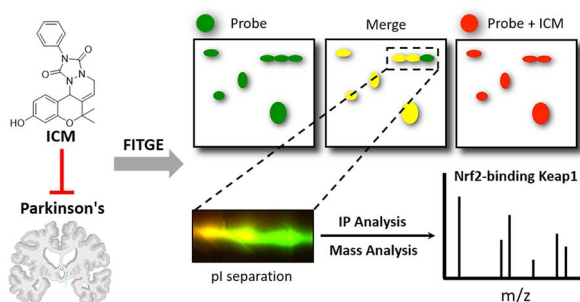 Probe
Merge
Probe + ICM
N
O
N
O
N
HO
O
ICM
FITGE
Parkinson's
pI separation
IP Analysis
Mass Analysis
Nrf2-binding Keap1
m/z